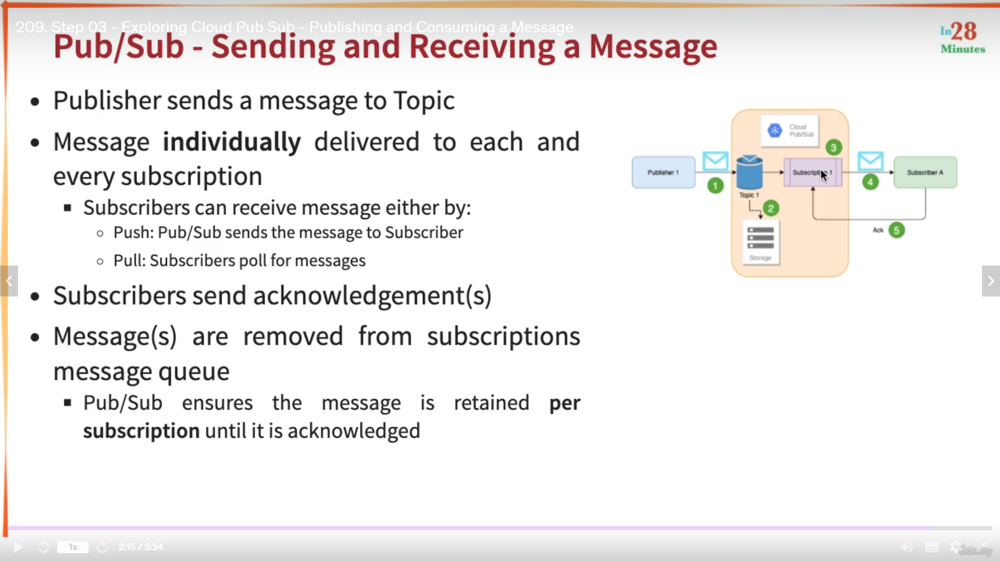 209. Step 03 - Exploring Cloud Pub Sub - Publishing and Consuming a Message
In28
Minutes
Pub/Sub - Sending and Receiving a Message
• Publisher sends a message to Topic
• Message individually delivered to each and
every subscription
▪ Subscribers can receive message either by:
○ Push: Pub/Sub sends the message to Subscriber
○ Pull: Subscribers poll for messages
• Subscribers send acknowledgement(s)
• Message(s) are removed from subscriptions
message queue
▪ Pub/Sub ensures the message is retained per
subscription until it is acknowledged
Cloud
Pub/Sub
3
Publisher 1
Subscription 1
Subscriber A
1
4
Topic 1
2
Storage
Ack
5
1x
2:15 / 2:24
ûdemy